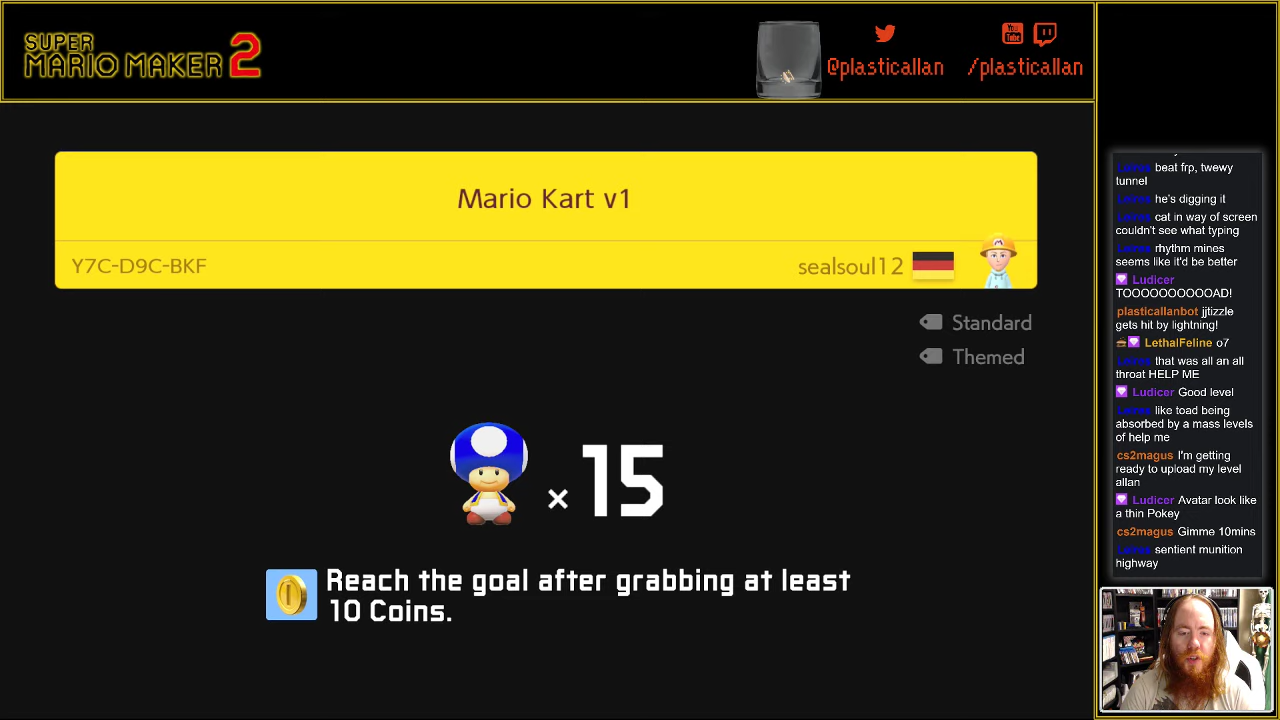 SUPER
MARIO MAKER 2
@plasticallan
/plasticallan
Mario Kart v1
Y7C-D9C-BKF
sealsoul12
Standard
Themed
× 15
Reach the goal after grabbing at least
10 Coins.
beat frp, twewy
tunnel
he's digging it
cat in way of screen
couldn't see what typing
rhythm mines
seems like it'd be better
Ludicer
TOOOOOOOOOOAD!
plasticallanbot jjtizzle
gets hit by lightning!
LethalFeline o7
that was all an all
throat HELP ME
Ludicer Good level
like toad being
absorbed by a mass levels
of help me
cs2magus I'm getting
ready to upload my level
allan
Ludicer Avatar look like
a thin Pokey
cs2magus Gimme 10mins
sentient munition
highway